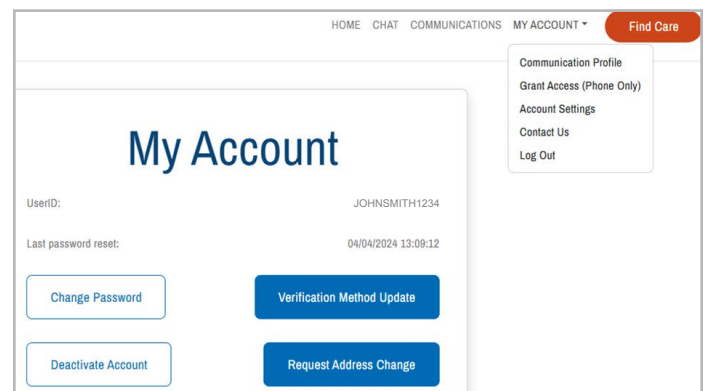 HOME CHAT COMMUNICATIONS MY ACCOUNT Find Care
Communication Profile
Grant Access (Phone Only)
Account Settings
Contact Us
Log Out
My Account
UserID: JOHNSMITH1234
Last password reset: 04/04/2024 13:09:12
Change Password Verification Method Update
Deactivate Account Request Address Change